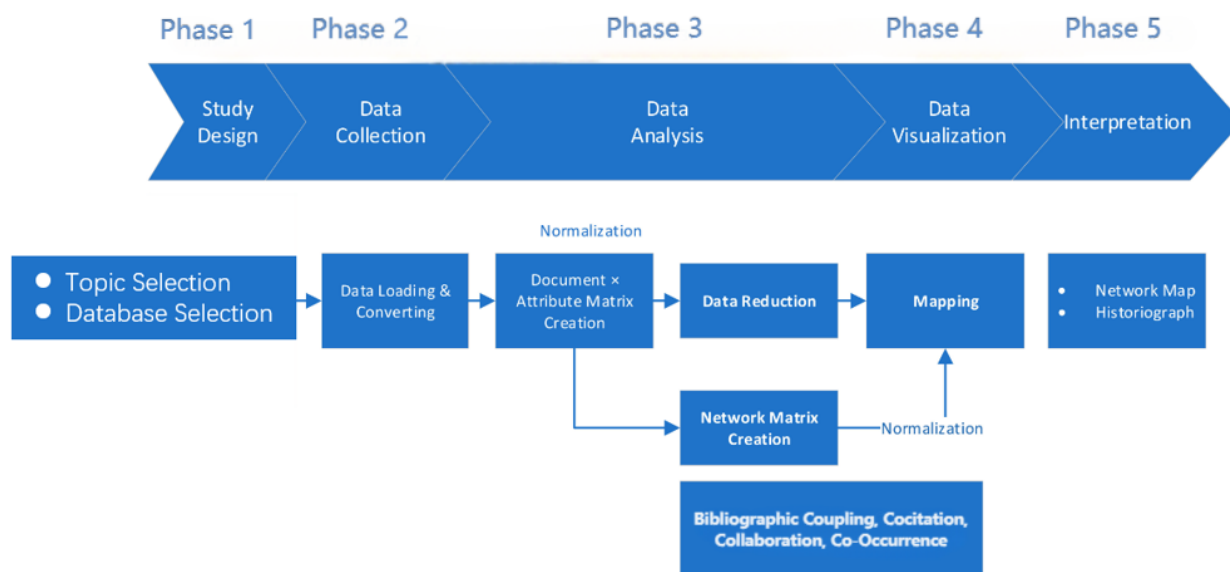 Phase 1
Phase 2
Phase 3
Phase 4
Phase 5
Study
Design
Data
Collection
Data
Analysis
Data
Visualization
Interpretation
Normalization
● Topic Selection
● Database Selection
Data Loading &
Converting
Document ×
Attribute Matrix
Creation
Data Reduction
Mapping
• Network Map
• Historiograph
Network Matrix
Creation
Normalization
Bibliographic Coupling, Cocitation,
Collaboration, Co-Occurrence